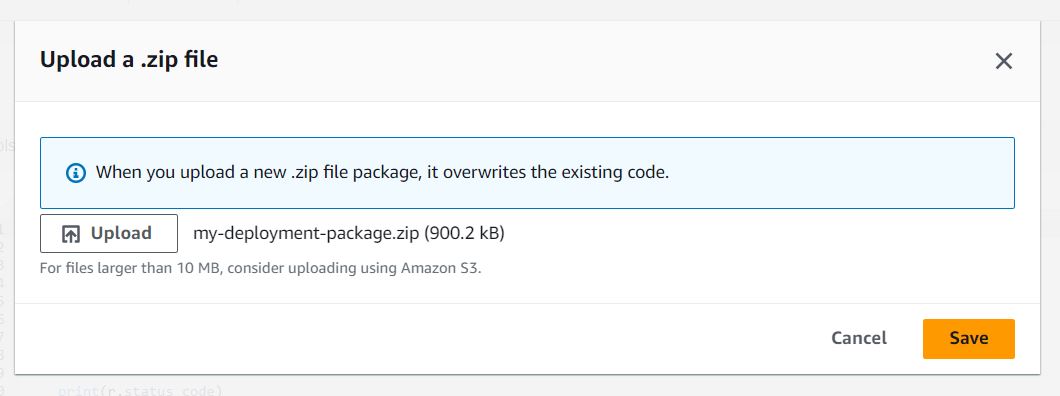 Upload a .zip file
When you upload a new .zip file package, it overwrites the existing code.
Upload
my-deployment-package.zip (900.2 kB)
For files larger than 10 MB, consider uploading using Amazon S3.
Cancel
Save
print(r.status_code)